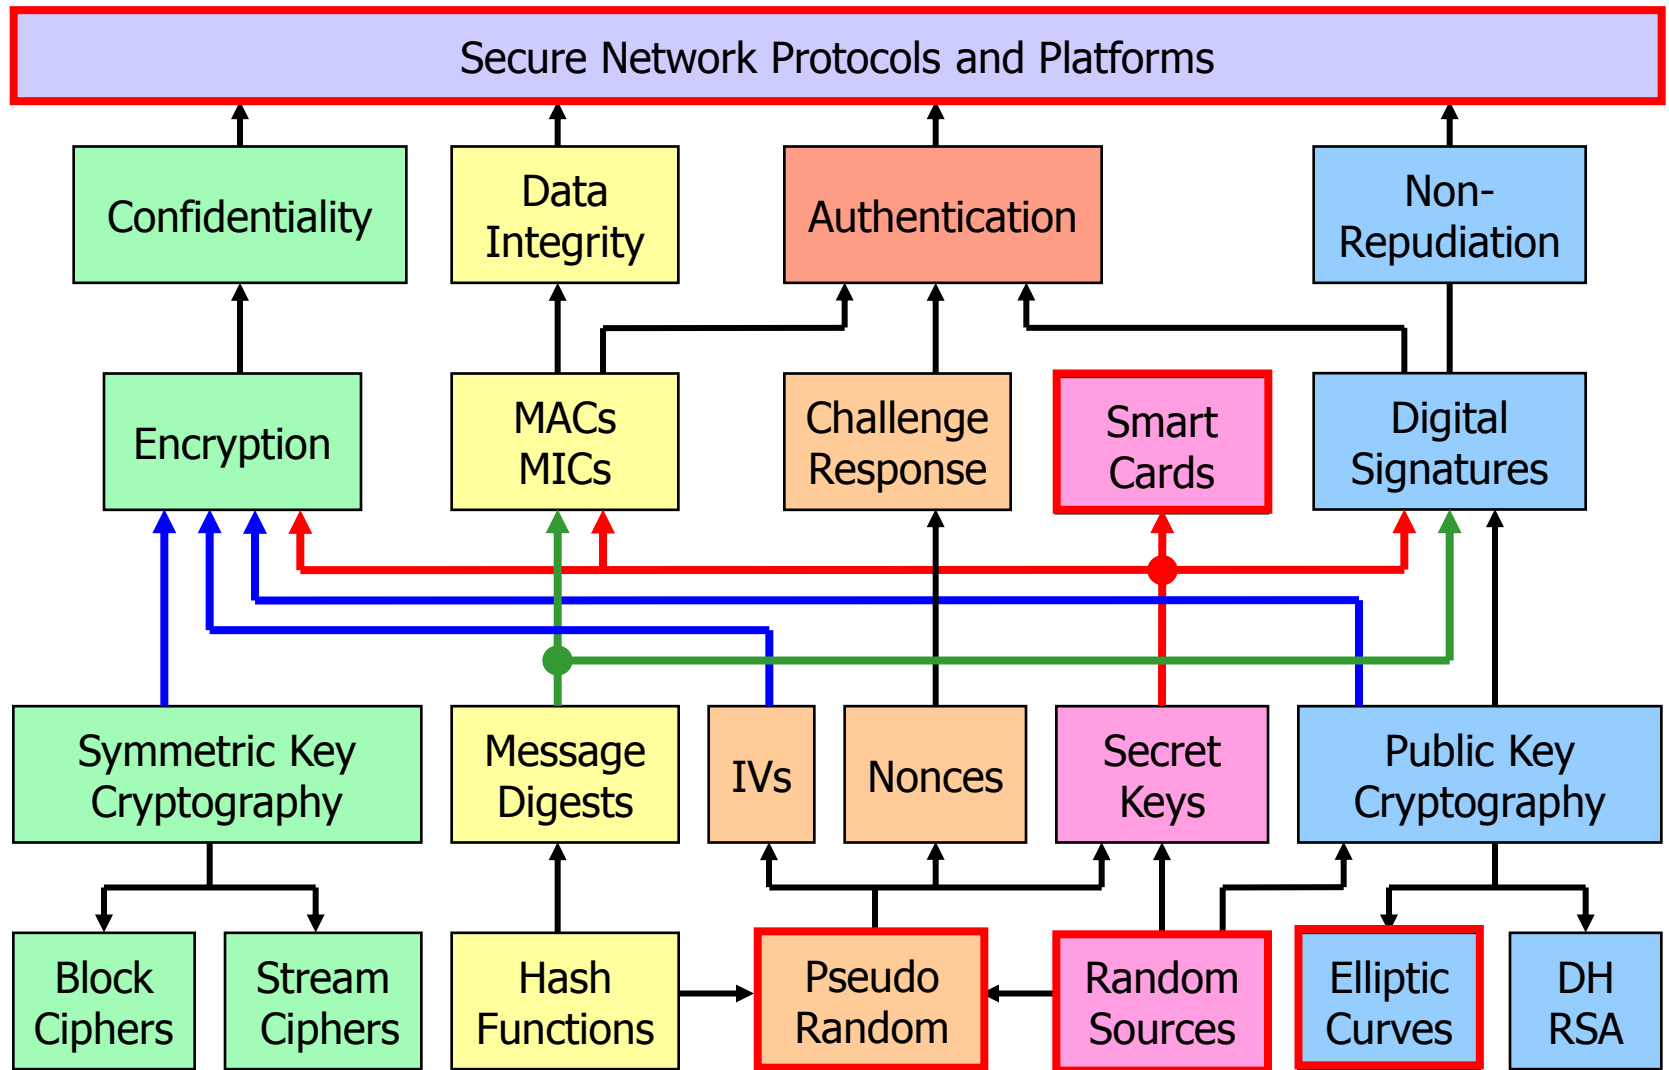 Secure Network Protocols and Platforms
Confidentiality
Data
Integrity
Authentication
Non-
Repudiation
Encryption
MACs
MICs
Challenge
Response
Smart
Cards
Digital
Signatures
Symmetric Key
Cryptography
Message
Digests
IVs
Nonces
Secret
Keys
Public Key
Cryptography
Block
Ciphers
Stream
Ciphers
Hash
Functions
Pseudo
Random
Random
Sources
Elliptic
Curves
DH
RSA